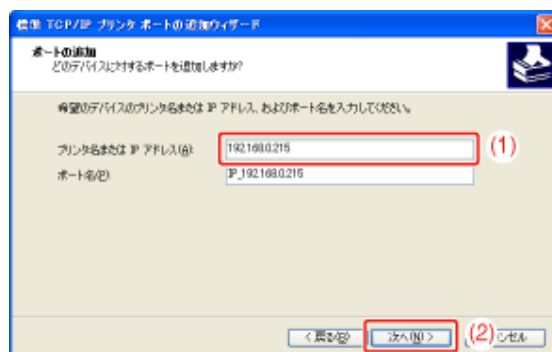 標準 TCP/IP プリンタ ポートの追加ウィザード
ポートの追加
どのデバイスに対するポートを追加しますか?
希望のデバイスのプリンタ名または IP アドレス、およびポート名を入力してください。
プリンタ名または IP アドレス(A):
192.168.0.215
(1)
ポート名(P):
IP_192.168.0.215
< 戻る(B)
次へ(N) >
(2)
ンセル